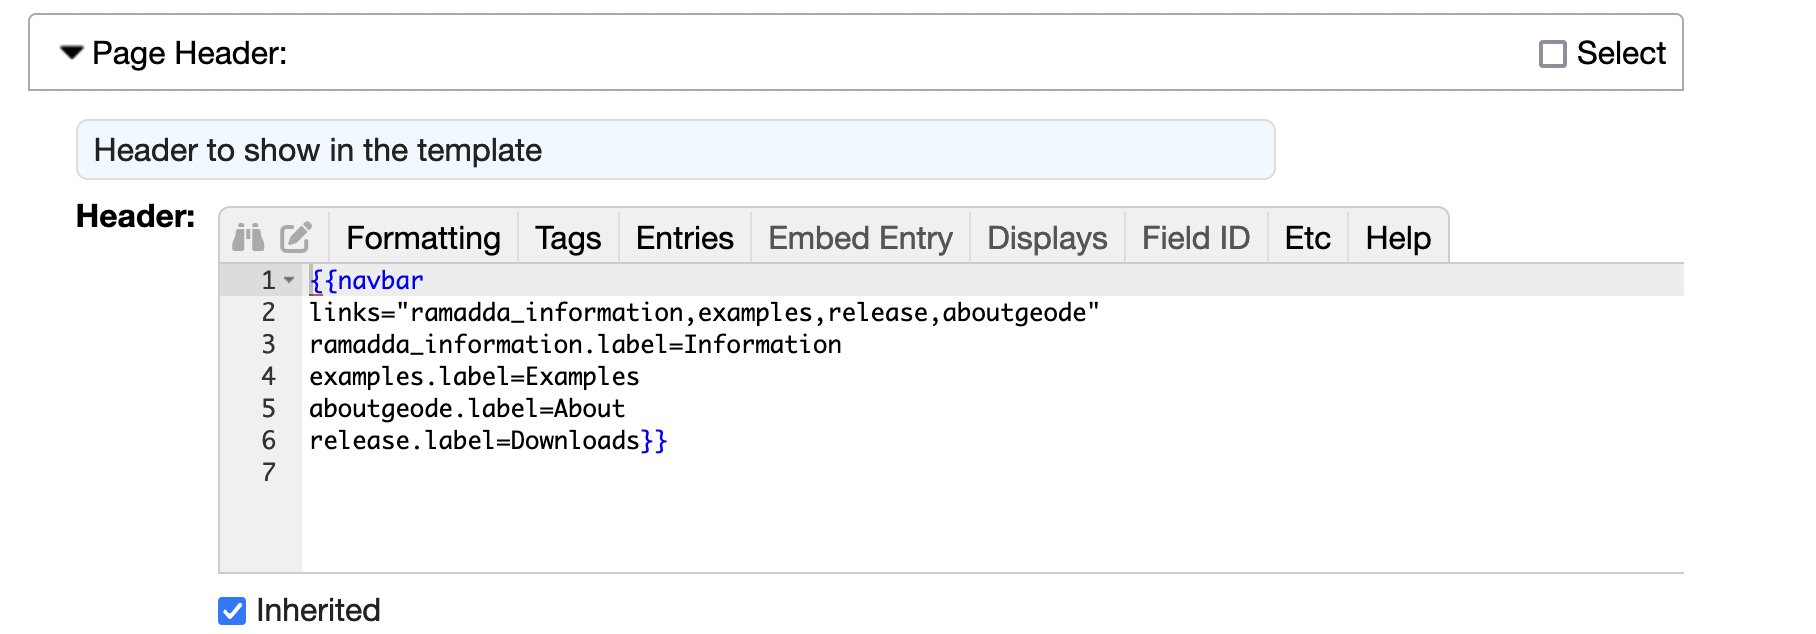 Page Header:
Select
Header to show in the template
Header:
Formatting Tags Entries Embed Entry Displays Field ID Etc Help
1 {{navbar
2 links="ramadda_information,examples,release,aboutgeode"
3 ramadda_information.label=Information
4 examples.label=Examples
5 aboutgeode.label=About
6 release.label=Downloads}}
7
Inherited